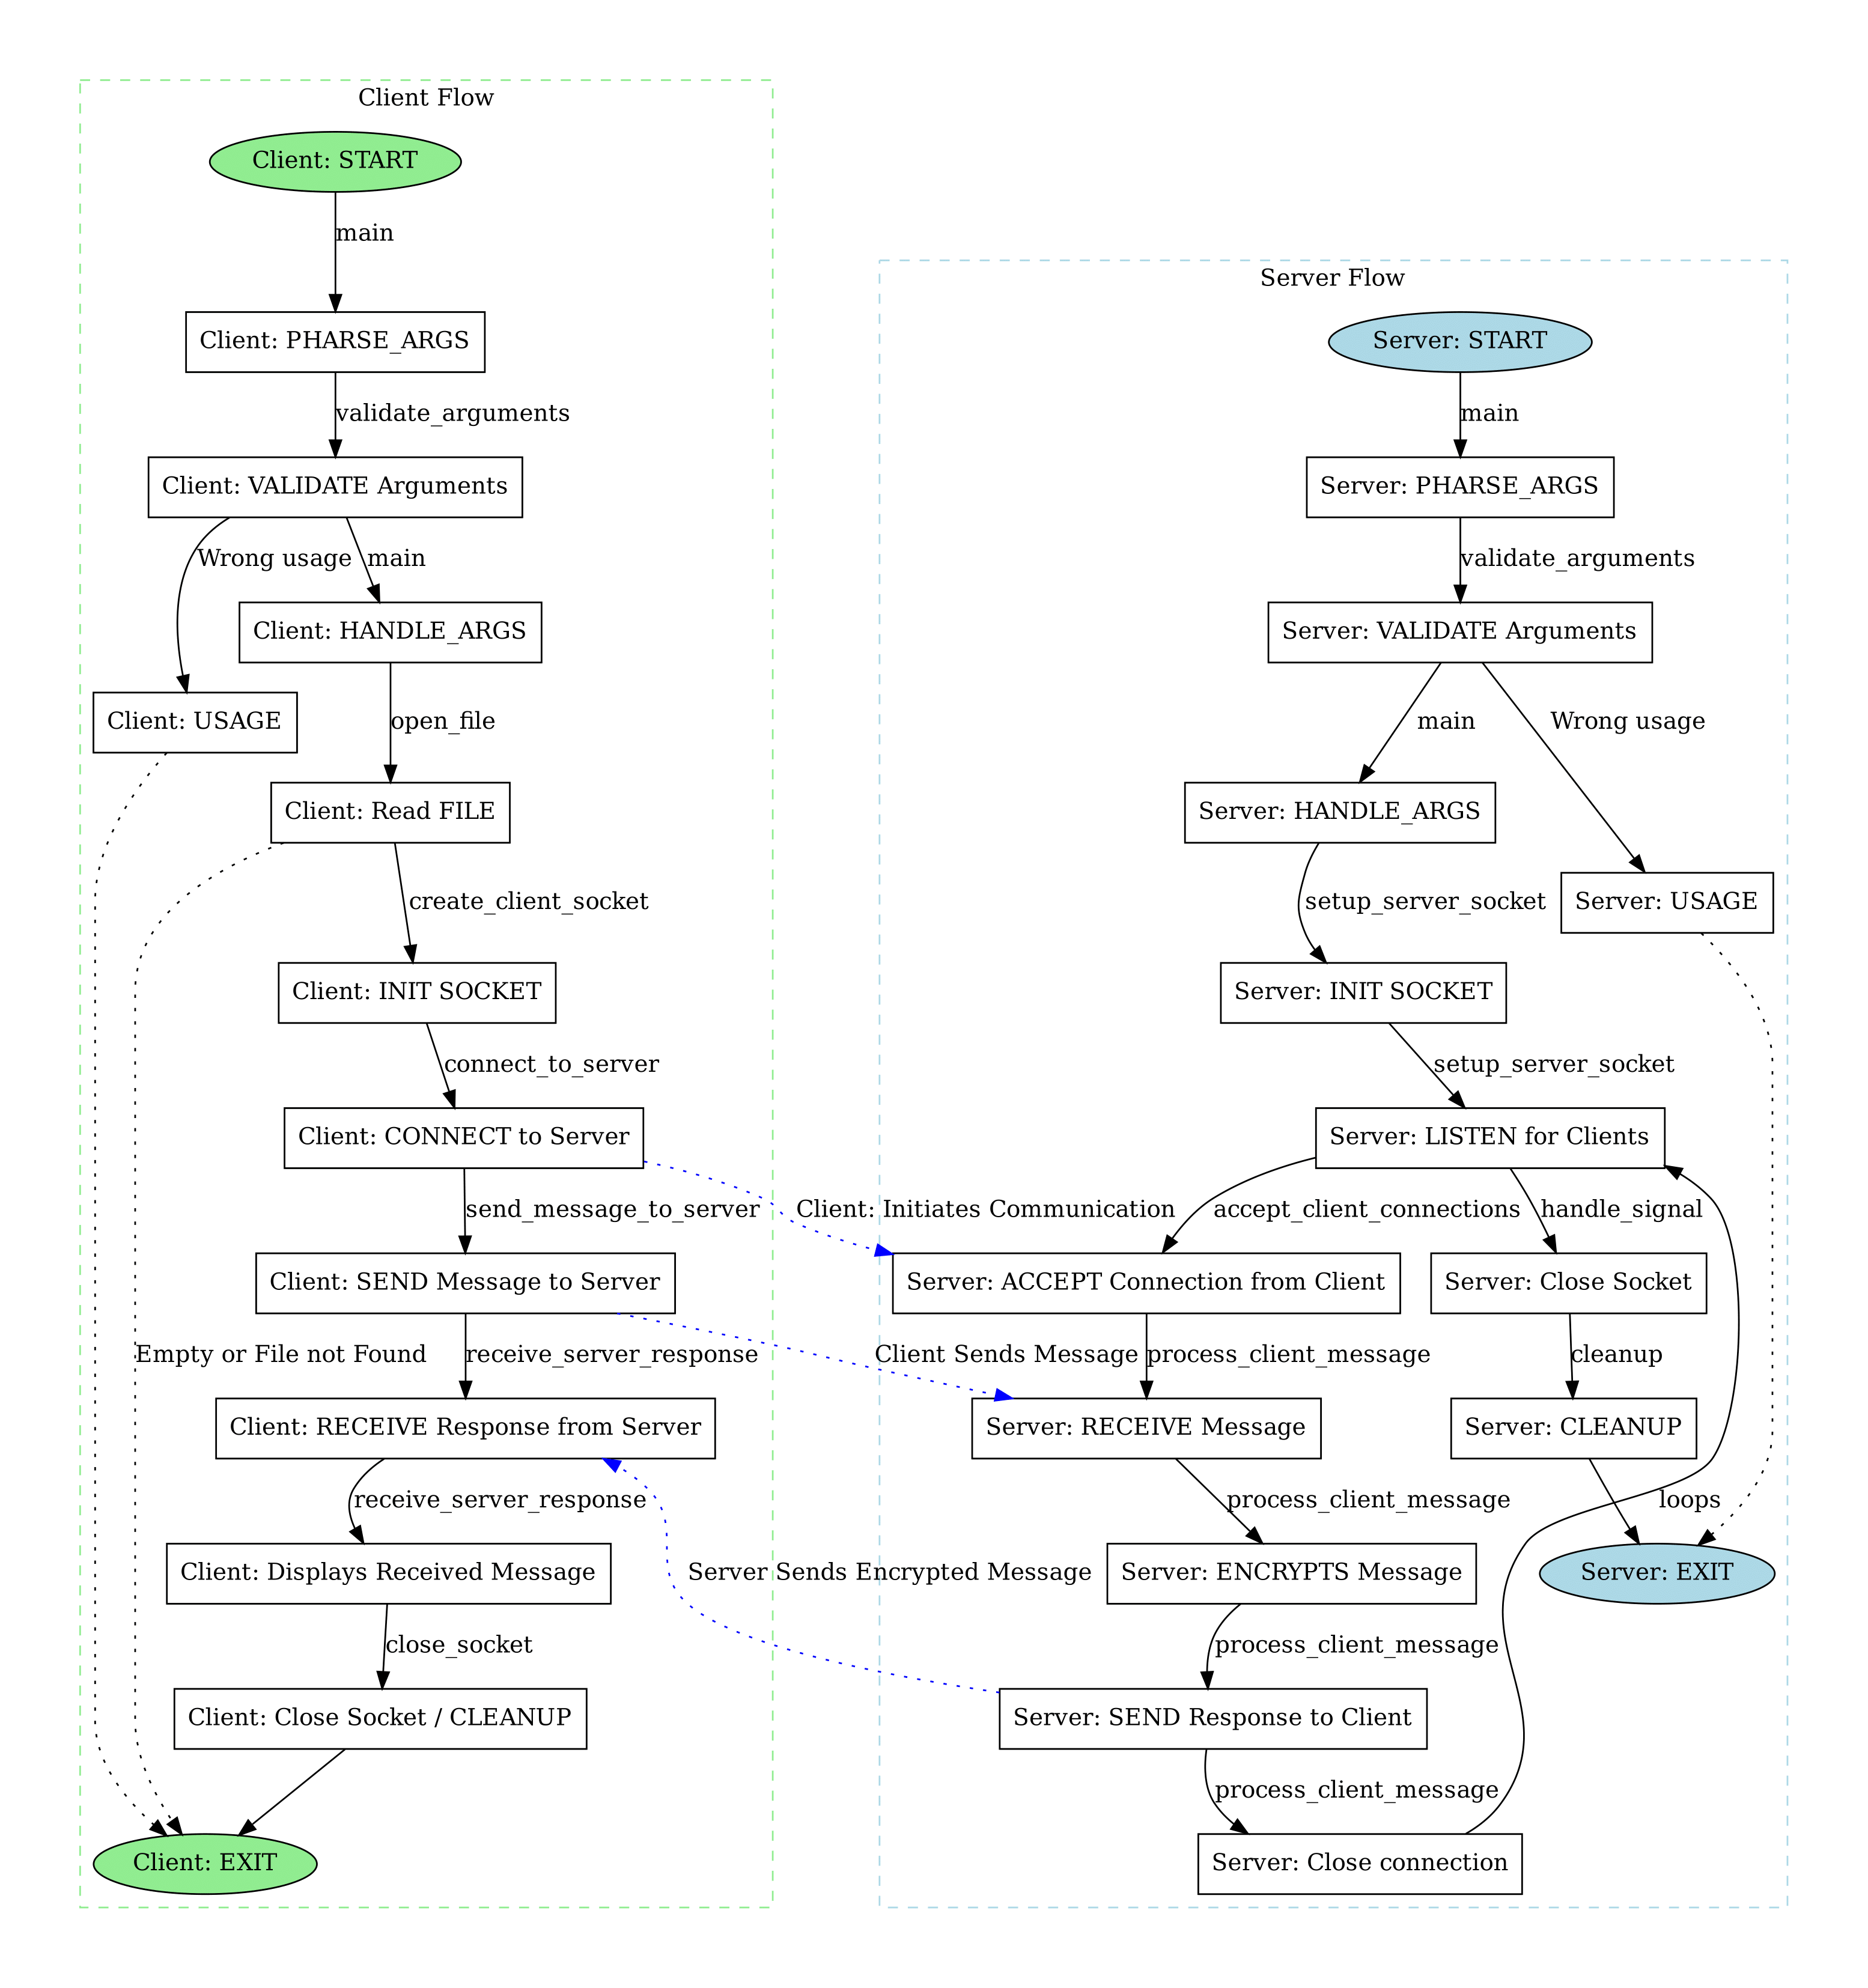 Client Flow
Client: START
main
Client: PHARSE_ARGS
validate_arguments
Client: VALIDATE Arguments
Wrong usage
main
Client: HANDLE_ARGS
Client: USAGE
open_file
Client: Read FILE
create_client_socket
Client: INIT SOCKET
connect_to_server
Client: CONNECT to Server
send_message_to_server
Client: SEND Message to Server
Empty or File not Found
receive_server_response
Client: RECEIVE Response from Server
receive_server_response
Client: Displays Received Message
close_socket
Client: Close Socket / CLEANUP
Client: EXIT
Client: Initiates Communication
Client Sends Message
Server Sends Encrypted Message
Server Flow
Server: START
main
Server: PHARSE_ARGS
validate_arguments
Server: VALIDATE Arguments
main
Wrong usage
Server: HANDLE_ARGS
setup_server_socket
Server: USAGE
Server: INIT SOCKET
setup_server_socket
Server: LISTEN for Clients
accept_client_connections
handle_signal
Server: ACCEPT Connection from Client
Server: Close Socket
process_client_message
cleanup
Server: RECEIVE Message
Server: CLEANUP
process_client_message
loops
Server: ENCRYPTS Message
Server: EXIT
process_client_message
Server: SEND Response to Client
process_client_message
Server: Close connection